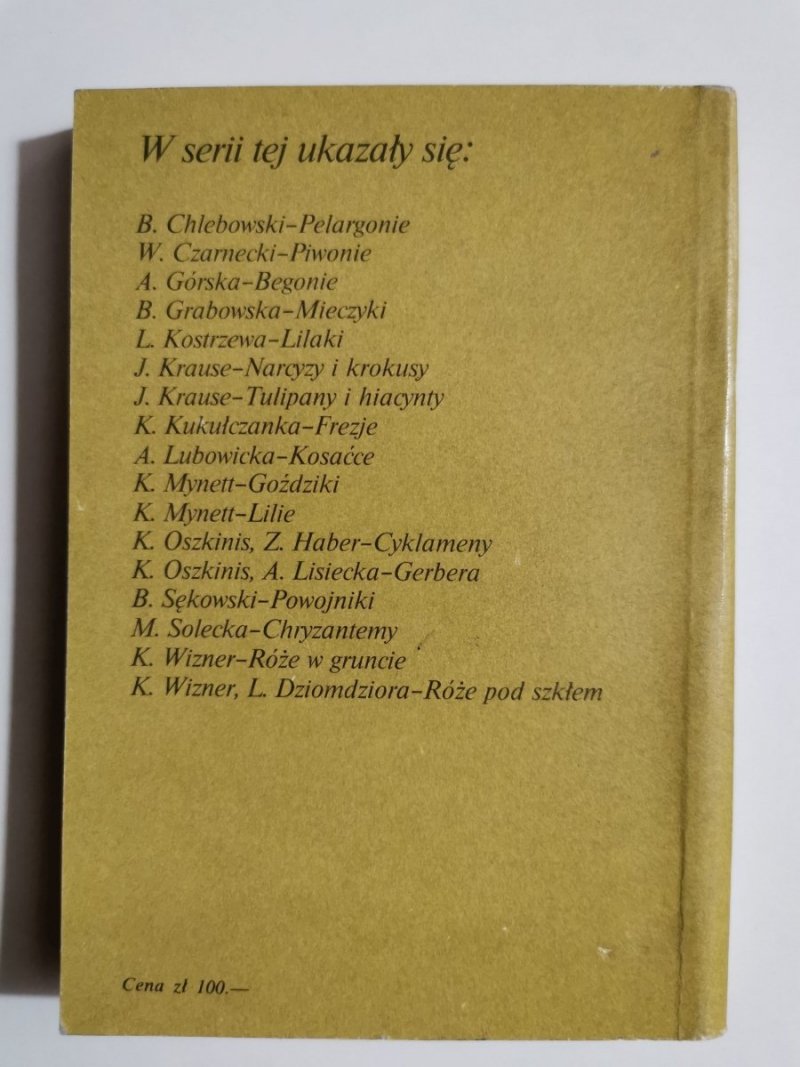 W serii tej ukazały się:
B. Chlebowski-Pelargonie
W. Czarnecki-Piwonie
A. Górska-Begonie
B. Grabowska-Mieczyki
L. Kostrzewa-Lilaki
J. Krause-Narcyzy i krokusy
J. Krause-Tulipany i hiacynty
K. Kukułczanka-Frezje
A. Lubowicka-Kosaćce
K. Mynett-Goździki
K. Mynett-Lilie
K. Oszkinis, Z. Haber-Cyklameny
K. Oszkinis, A. Lisiecka-Gerbera
B. Sękowski-Powojniki
M. Solecka-Chryzantemy
K. Wizner-Róże w gruncie
K. Wizner, L. Dziomdziora-Róże pod szkłem
Cena zł 100.—